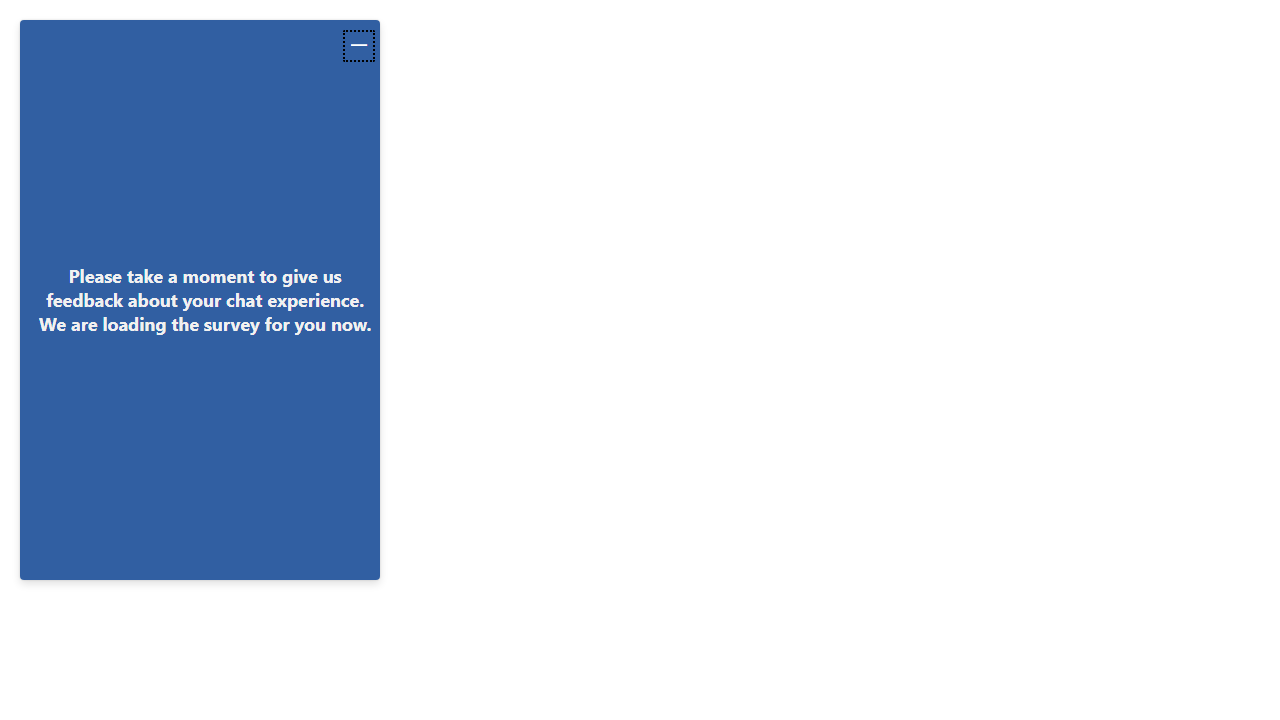 Please take a moment to give us
feedback about your chat experience.
We are loading the survey for you now.